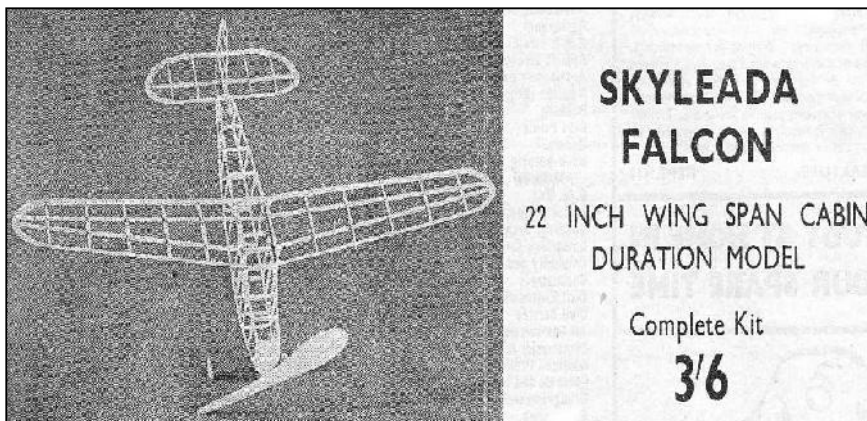 SKYLEADA
FALCON
22 INCH WING SPAN CABIN
DURATION MODEL
Complete Kit
3'6